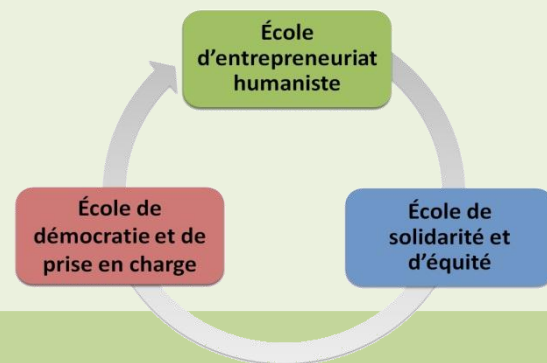 École
d’entrepreneuriat
humaniste
École de
solidarité et
d’équité
École de
démocratie et de
prise en charge